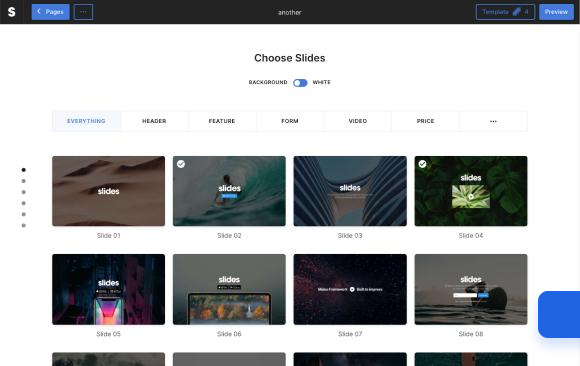 S
Pages
...
another
Template 4
Preview
Choose Slides
BACKGROUND WHITE
EVERYTHING HEADER FEATURE FORM VIDEO PRICE ...
slides
slides
slides
slides
Slide 01 Slide 02 Slide 03 Slide 04
slides
slides
Makes Framework Built to impress
slides
Slide 05 Slide 06 Slide 07 Slide 08